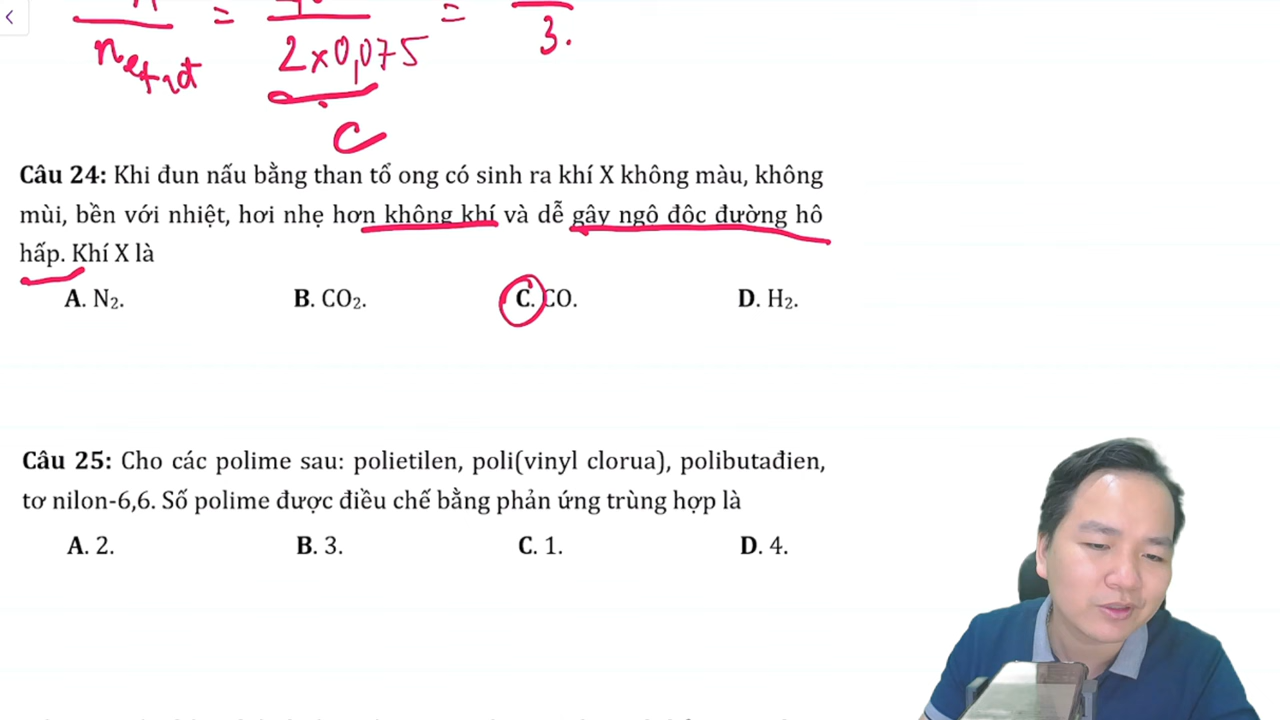 = =
n 2x0,075 3.
C
Câu 24: Khi đun nấu bằng than tổ ong có sinh ra khí X không màu, không
mùi, bền với nhiệt, hơi nhẹ hơn không khí và dễ gây ngộ độc đường hô
hấp. Khí X là
A. N₂. B. CO₂. C. CO. D. H₂.
Câu 25: Cho các polime sau: polietilen, poli(vinyl clorua), polibutađien,
tơ nilon-6,6. Số polime được điều chế bằng phản ứng trùng hợp là
A. 2. B. 3. C. 1. D. 4.